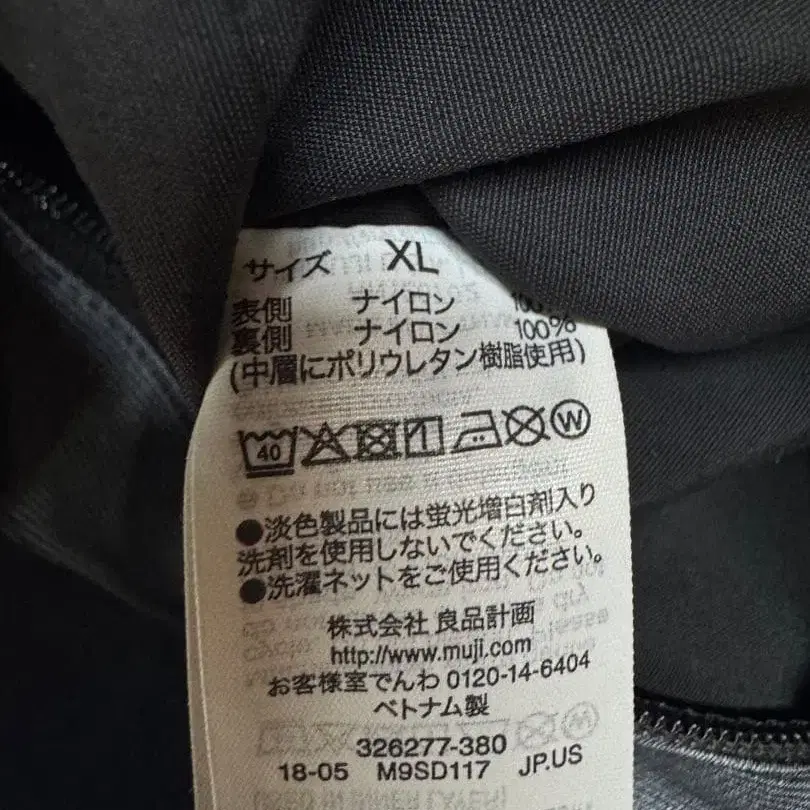 サイズ XL
表側 ナイロン 100%
裏側 ナイロン 100%
(中層にポリウレタン樹脂使用)
40 W
●淡色製品には蛍光増白剤入り
洗剤を使用しないでください。
●洗濯ネットをご使用ください。
株式会社 良品計画
http://www.muji.com
お客様室でんわ 0120-14-6404
ベトナム製
326277-380
18-05 M9SD117 JP.US